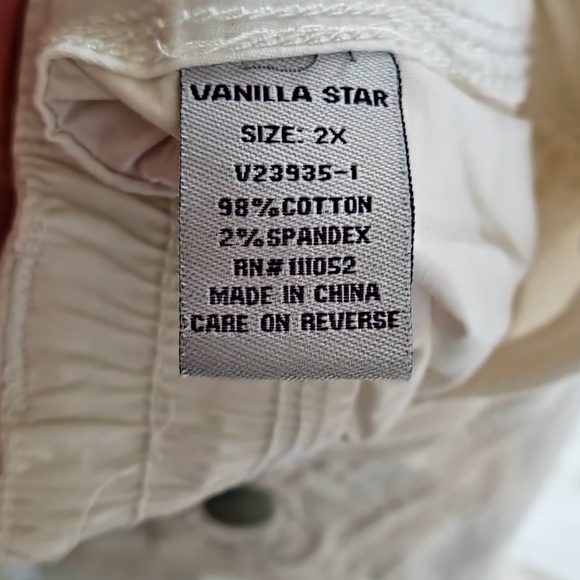 VANILLA STAR
SIZE: 2X
V23935-1
98% COTTON
2% SPANDEX
RN# 111052
MADE IN CHINA
CARE ON REVERSE